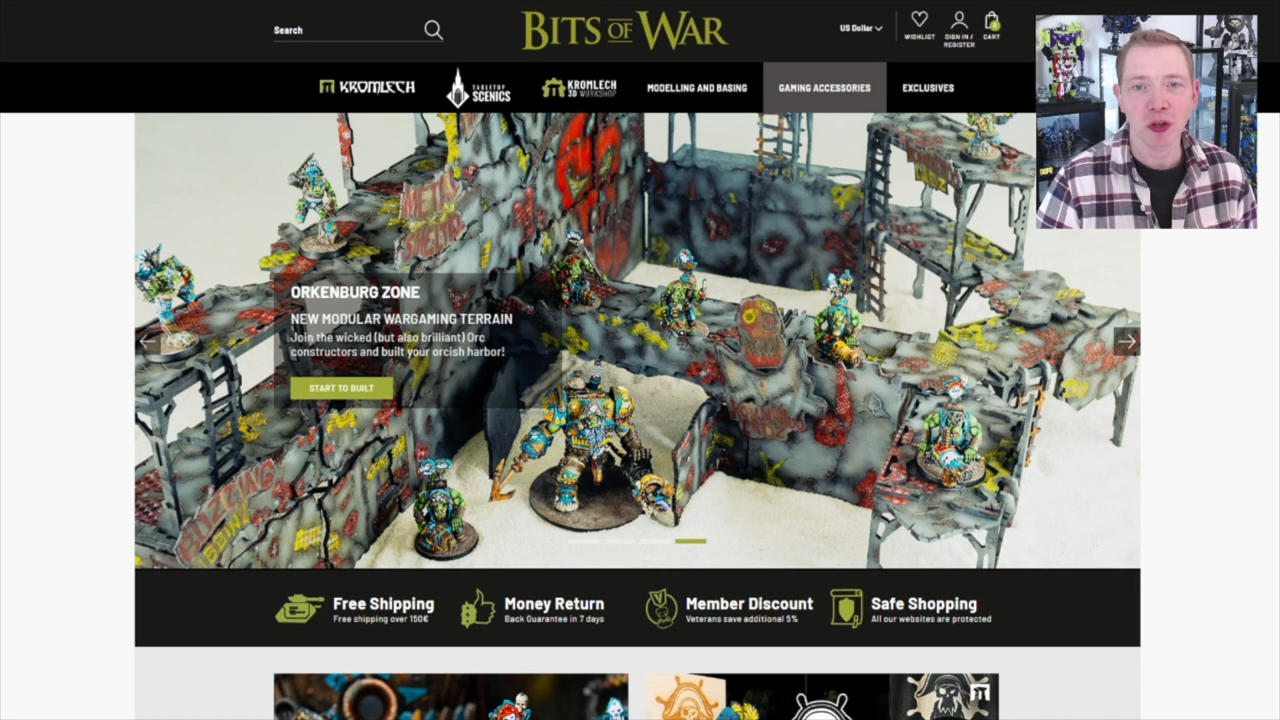 Search
BITS OF WAR
US Dollar
WISHLIST
SIGN IN /
REGISTER
CART
KROMLECH
TABLETOP
SCENICS
KROMLECH
3D WORKSHOP
MODELLING AND BASING
GAMING ACCESSORIES
EXCLUSIVES
METAL
ORKENBURG ZONE
NEW MODULAR WARGAMING TERRAIN
Join the wicked (but also brilliant) Orc
constructors and built your orcish harbor!
START TO BUILT
Free Shipping
Free shipping over 150€
Money Return
Back Guarantee in 7 days
Member Discount
Veterans save additional 5%
Safe Shopping
All our websites are protected